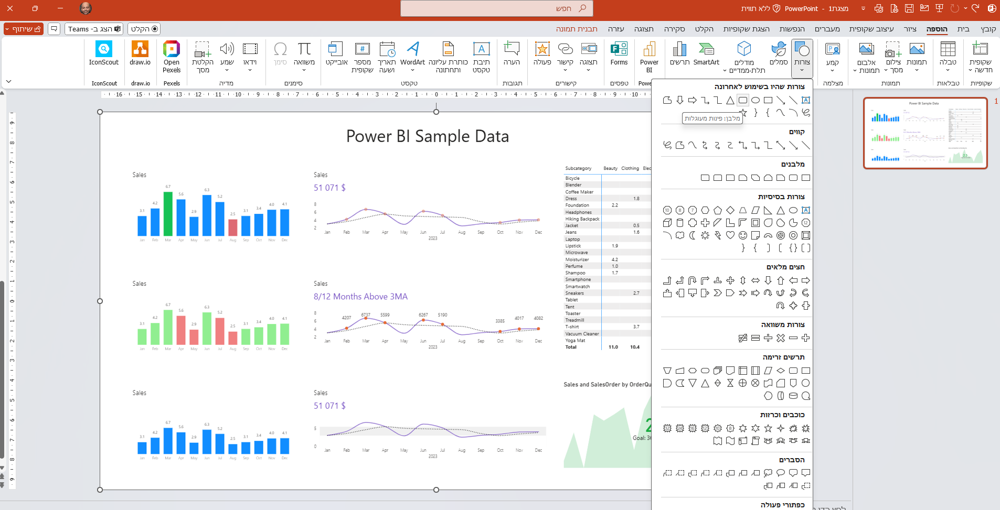 מצגת1 - PowerPoint ללא תווית
חפש
קובץ
בית
הוספה
ציור
עיצוב שקופית
מעברים
הנפשות
הצגת שקופיות
הקלט
סקירה
תצוגה
עזרה
תבנית תמונה
הקלט
הצג ב- Teams
שיתוף
שקופית חדשה
טבלה
תמונות
צילום מסך
אלבום תמונות
קמע
צורות
סמלים
מודלים תלת-ממדיים
SmartArt
תרשים
Power BI
Forms
תצוגה
קישור
פעולה
הערה
תיבת טקסט
כותרת עליונה ותחתונה
WordArt
תאריך ושעה
מספר שקופית
אובייקט
משוואה
סימן
וידאו
שמע
הקלטת מסך
Open Pexels
draw.io
IconScout
שקופיות
טבלאות
תמונות
מצלמה
Powe
טפסים
קישורים
תגובות
טקסט
סימנים
מדיה
Pexels
draw.io
IconScout
16 15 14 13 12 11 10 9 8 7 6 5 4 3 2 1 0 1 2 3 4 5 6 7 8 9 10
צורות שהיו בשימוש לאחרונה
מלבן: פינות מעוגלות
קווים
מלבנים
צורות בסיסיות
חצים מלאים
צורות משוואה
תרשים זרימה
כוכבים וכרזות
הסברים
כפתורי פעולה
1
Power BI Sample Data
Power BI Sample Data
Sales
3.1 4.2 6.7 5.6 2.9 6.3 5.2 2.5 3.1 3.4 4.0 4.1
Jan Feb Mar Apr May Jun Jul Aug Sep Oct Nov Dec
Sales
51 071 $
8
6
4
2
Jan Feb Mar Apr May Jun Jul Aug Sep Oct Nov Dec
2023
Sales
3.1 4.2 6.7 5.6 2.9 6.3 5.2 2.5 3.1 3.4 4.0 4.1
Jan Feb Mar Apr May Jun Jul Aug Sep Oct Nov Dec
Sales
8/12 Months Above 3MA
8
6
4
2
4207 6737 5599 6267 5190 3385 4017 4082
Jan Feb Mar Apr May Jun Jul Aug Sep Oct Nov Dec
2023
Sales
3.1 4.2 6.7 5.6 2.9 6.3 5.2 2.5 3.1 3.4 4.0 4.1
Jan Feb Mar Apr May Jun Jul Aug Sep Oct Nov Dec
Sales
51 071 $
5
0
Jan Feb Mar Apr May Jun Jul Aug Sep Oct Nov Dec
2023
Subcategory Beauty Clothing Elec
Bicycle
Blender
Coffee Maker
Dress 1.8
Foundation 2.2
Headphones
Hiking Backpack
Jacket 0.5
Jeans 1.6
Laptop
Lipstick 1.9
Microwave
Moisturizer 4.2
Perfume 1.0
Shampoo 1.7
Smartphone
Smartwatch
Sneakers 2.7
Tablet
Tent
Toaster
Treadmill
T-shirt 3.7
Vacuum Cleaner
Yoga Mat
Total 11.0 10.4
Sales and SalesOrder by OrderQu
2
Goal: 36